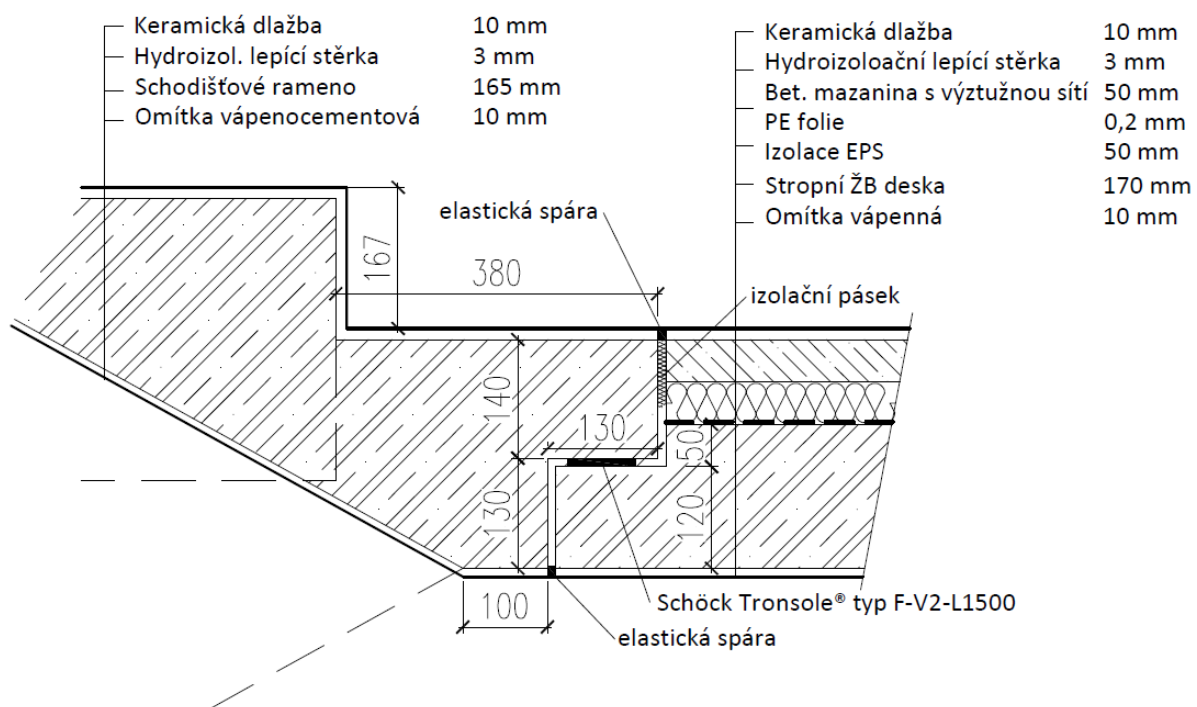 Keramická dlažba 10 mm
Hydroizol. lepící stěrka 3 mm
Schodišťové rameno 165 mm
Omítka vápenocementová 10 mm
Keramická dlažba 10 mm
Hydroizoloační lepící stěrka 3 mm
Bet. mazanina s výztužnou sítí 50 mm
PE folie 0,2 mm
Izolace EPS 50 mm
Stropní ŽB deska 170 mm
Omítka vápenná 10 mm
elastická spára
167
380
izolační pásek
140
130
50
130
120
100
Schöck Tronsole® typ F-V2-L1500
elastická spára